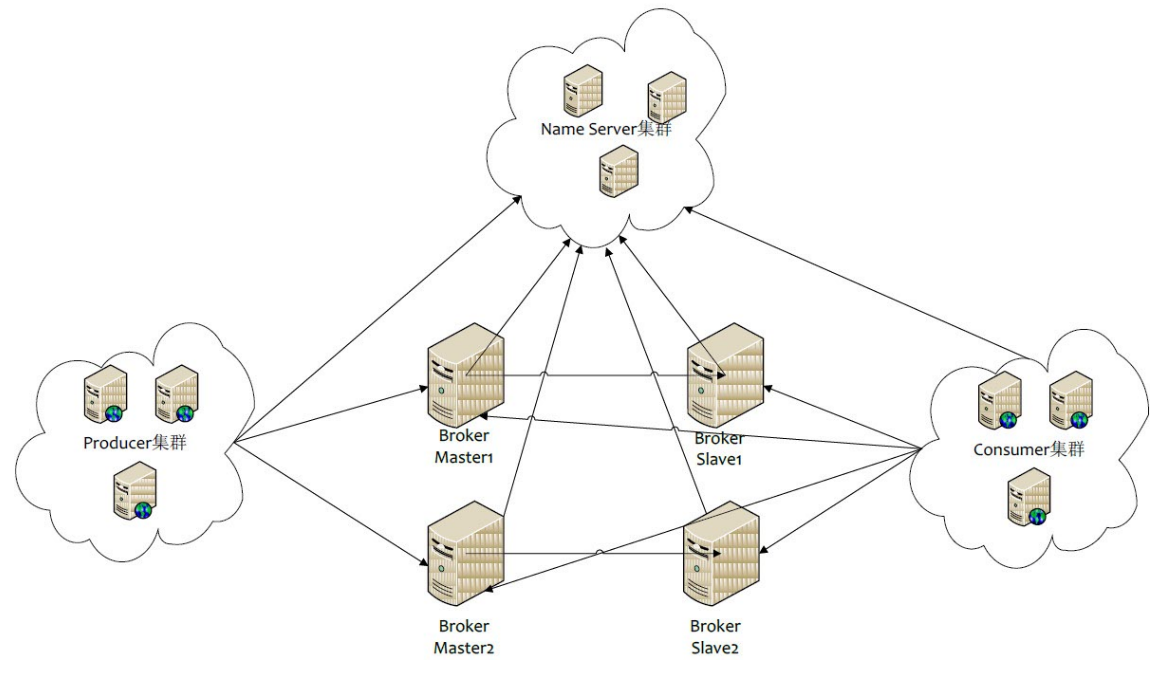 Name Server集群
Producer集群
Broker
Master1
Broker
Slave1
Consumer集群
Broker
Master2
Broker
Slave2